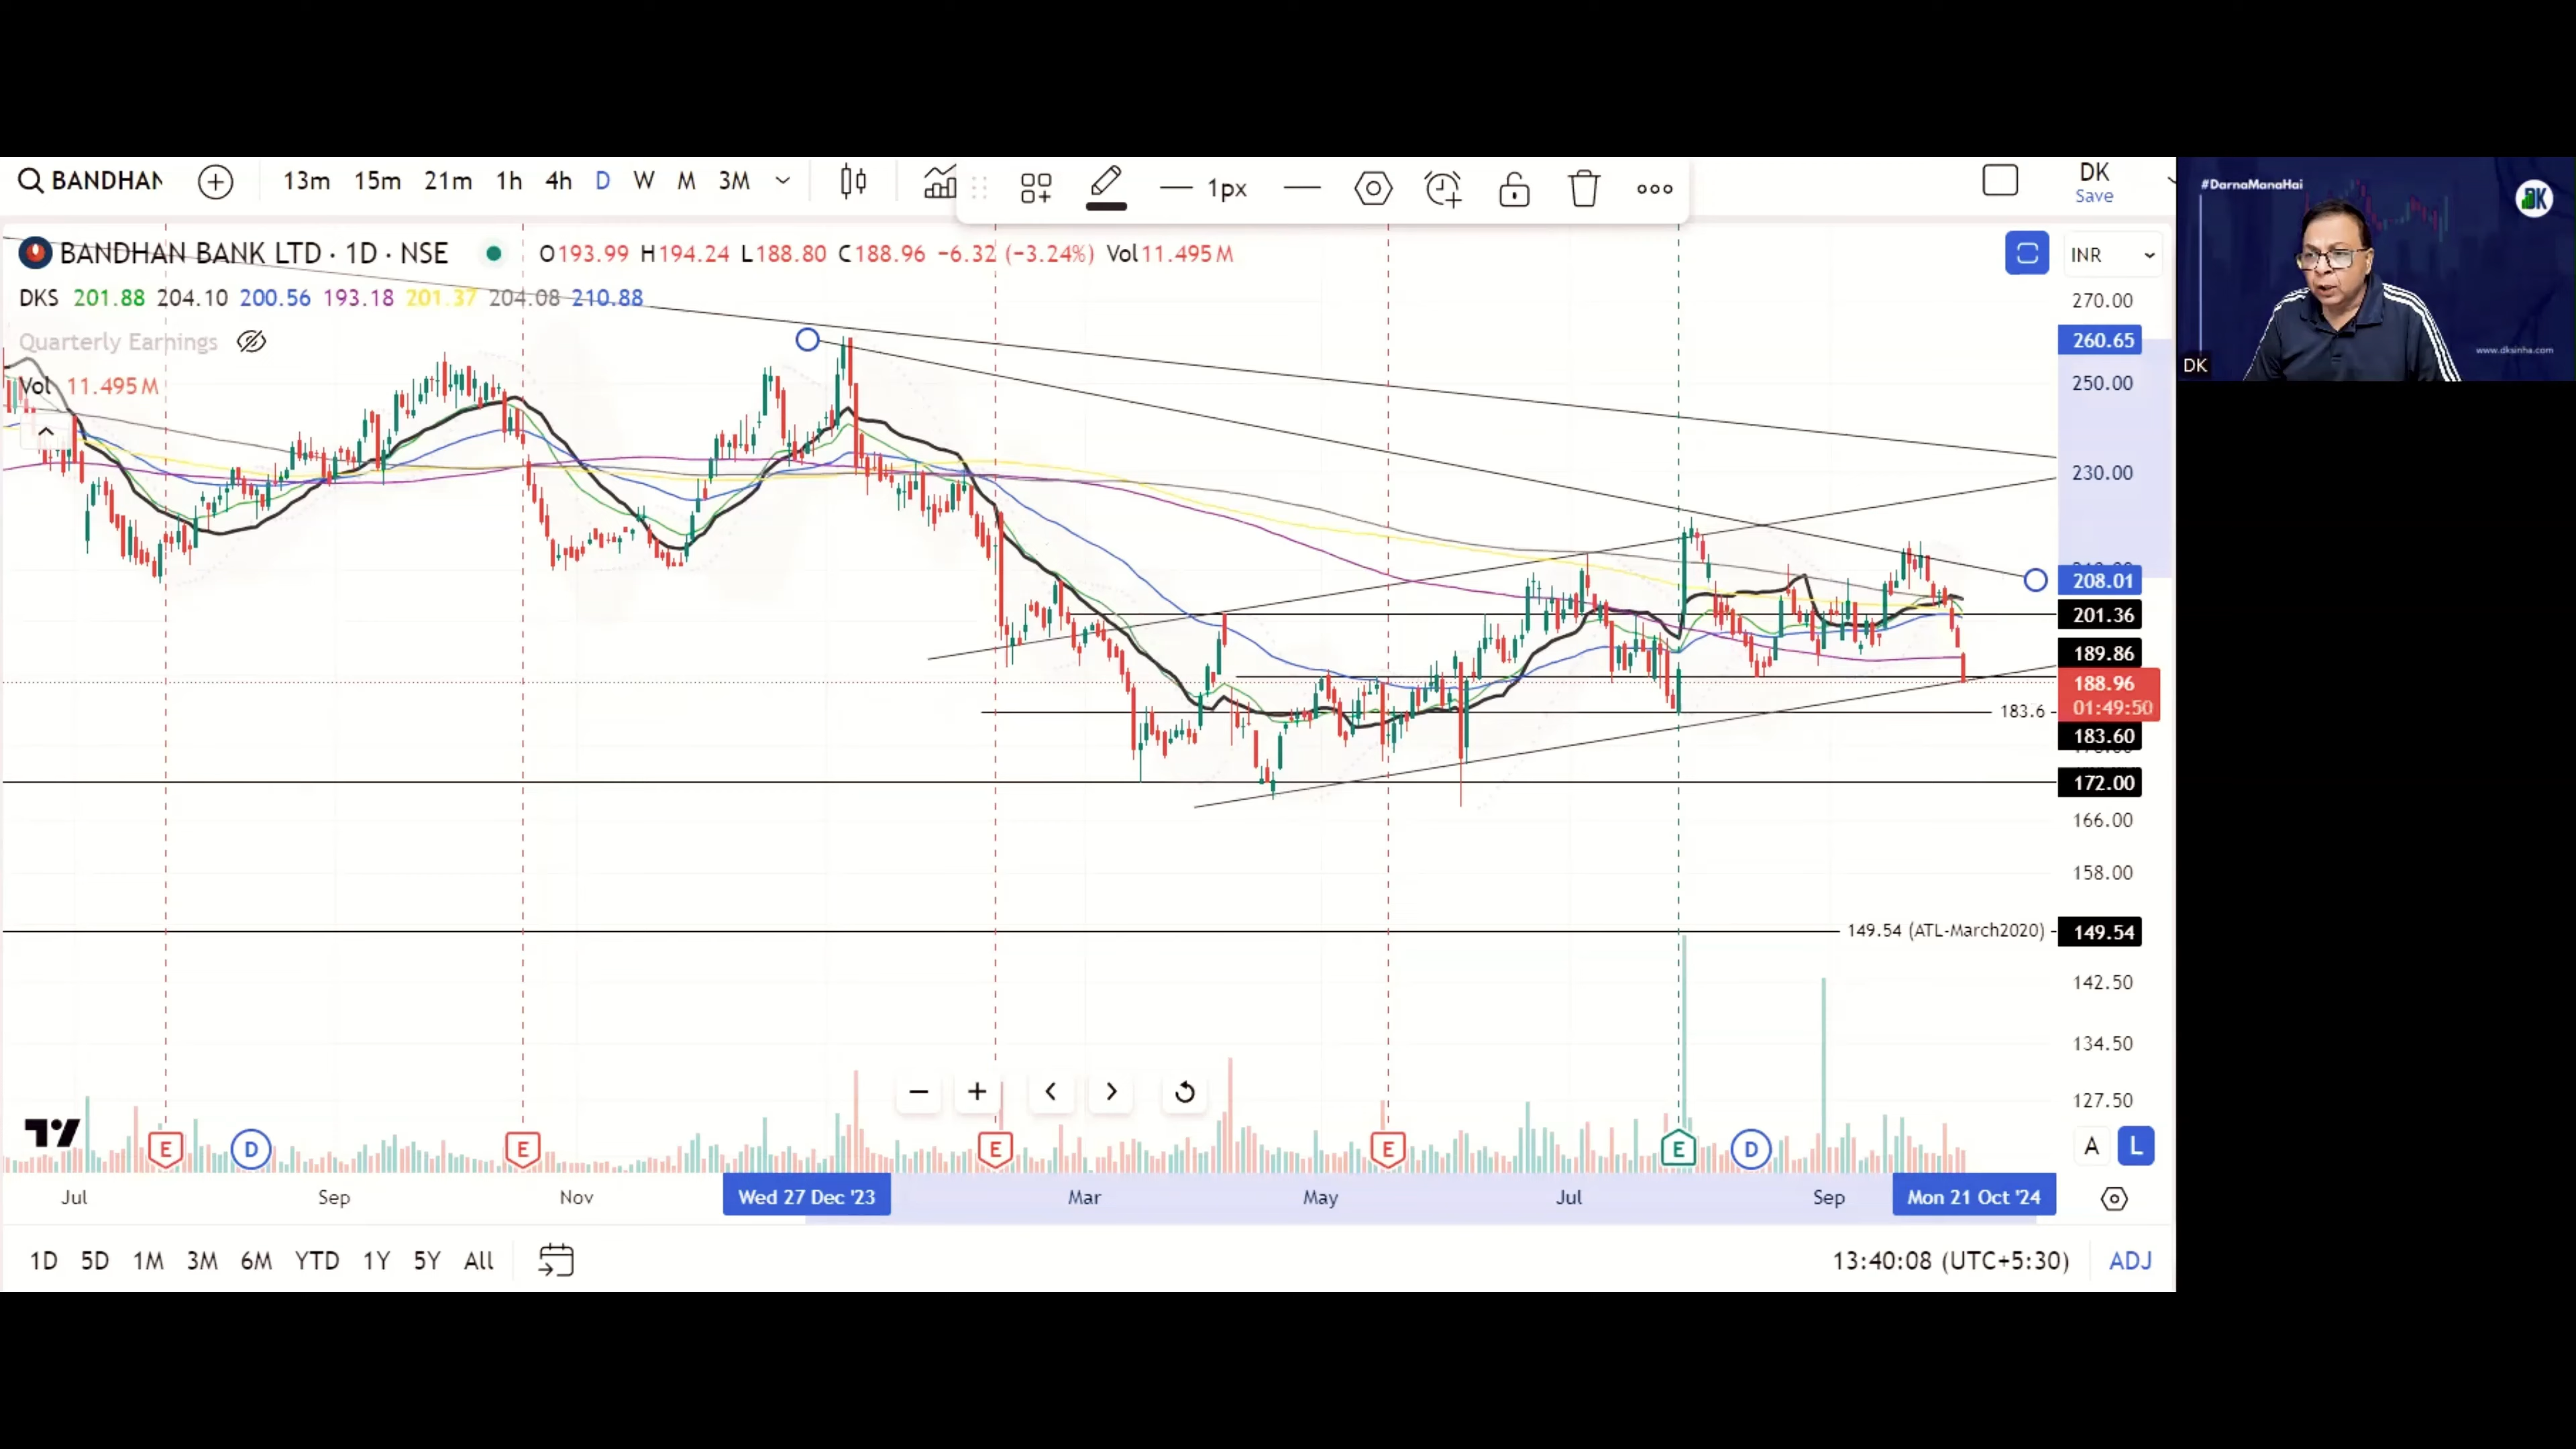 BANDHAN
13m 15m 21m 1h 4h D W M 3M
1px
DK
Save
#DarnaManaHai
DK
www.dksinha.com
DK
BANDHAN BANK LTD · 1D · NSE
O193.99 H194.24 L188.80 C188.96 −6.32 (−3.24%) Vol11.495 M
INR
DKS 201.88 204.10 200.56 193.18 201.37 204.08 210.88
Quarterly Earnings
Vol 11.495 M
270.00
260.65
250.00
230.00
208.01
201.36
189.86
188.96
01:49:50
183.6
183.60
172.00
166.00
158.00
149.54 (ATL-March2020)
149.54
142.50
134.50
127.50
E D E E E E D
A L
Jul Sep Nov Wed 27 Dec '23 Mar May Jul Sep Mon 21 Oct '24
1D 5D 1M 3M 6M YTD 1Y 5Y All
13:40:08 (UTC+5:30) ADJ